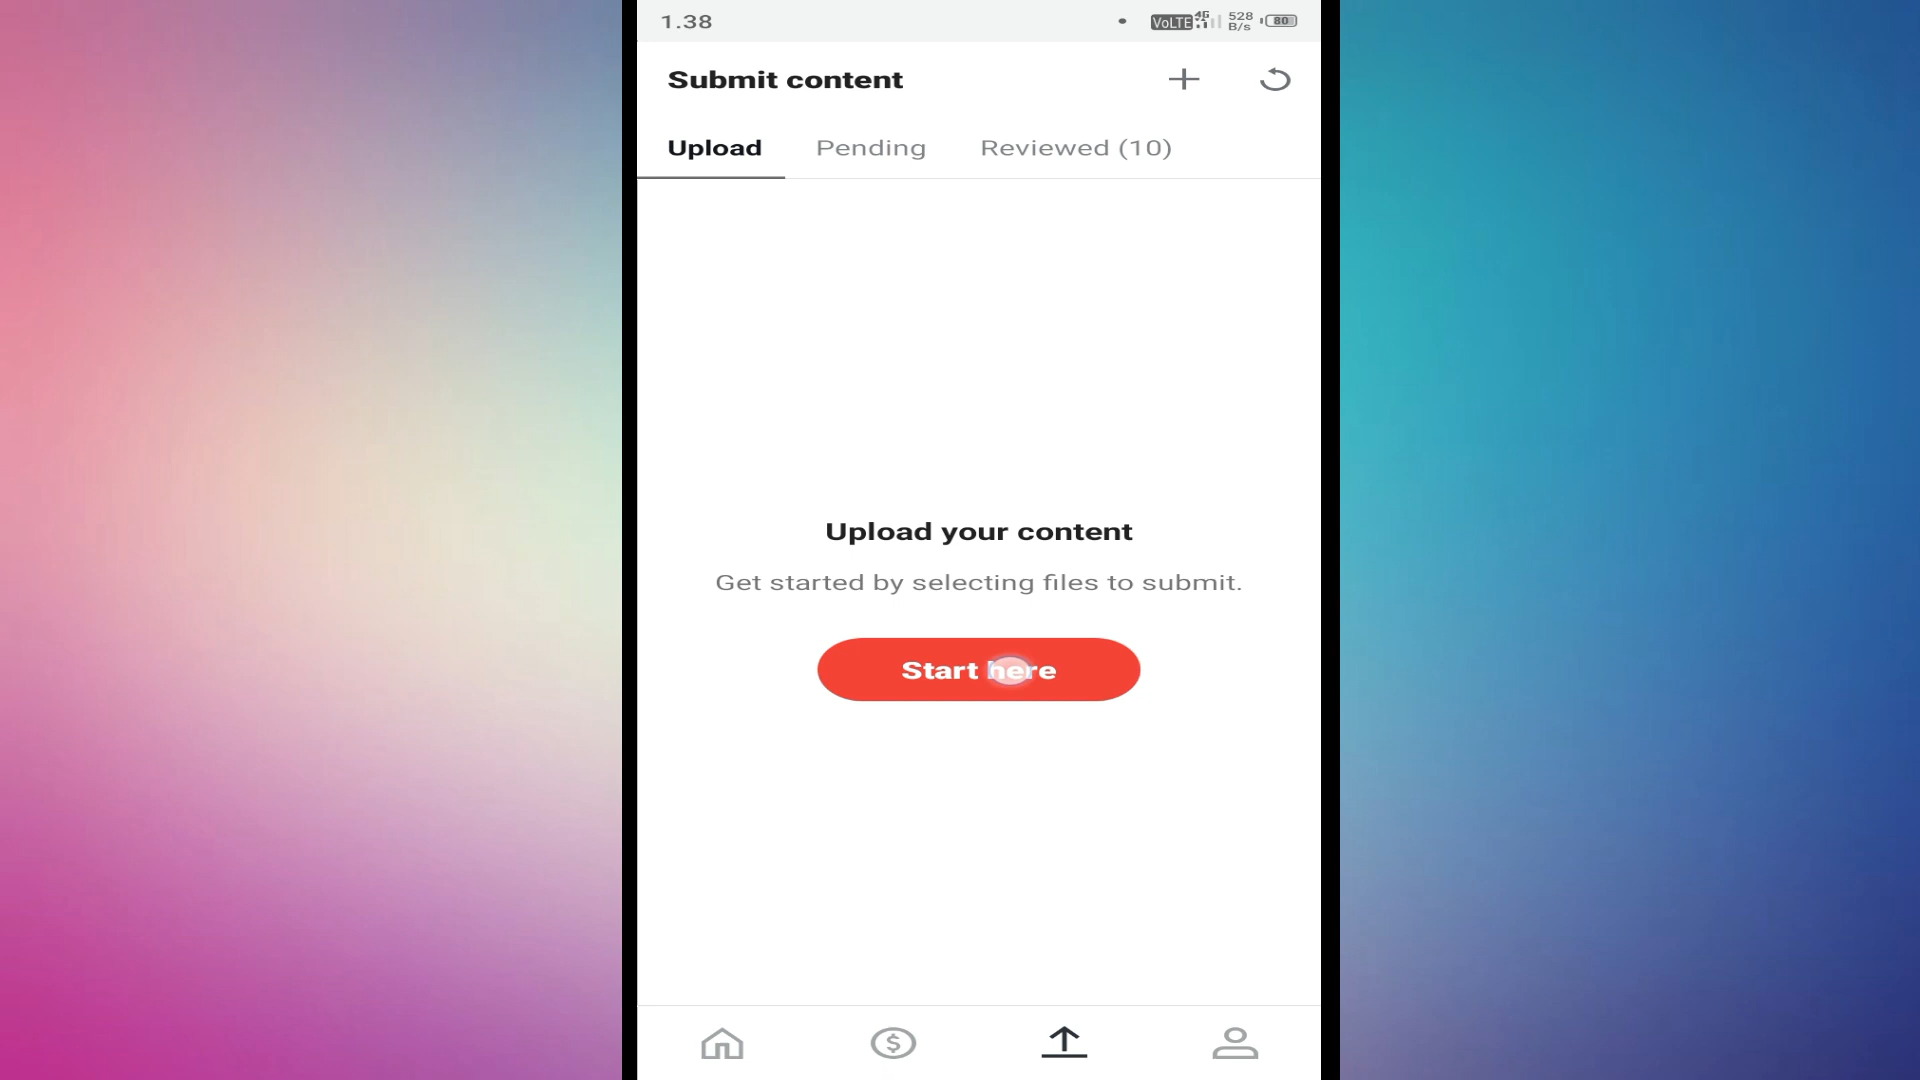 1.38 VoLTE 4G 528 B/s 80
Submit content
Upload Pending Reviewed (10)
Upload your content
Get started by selecting files to submit.
Start here
$